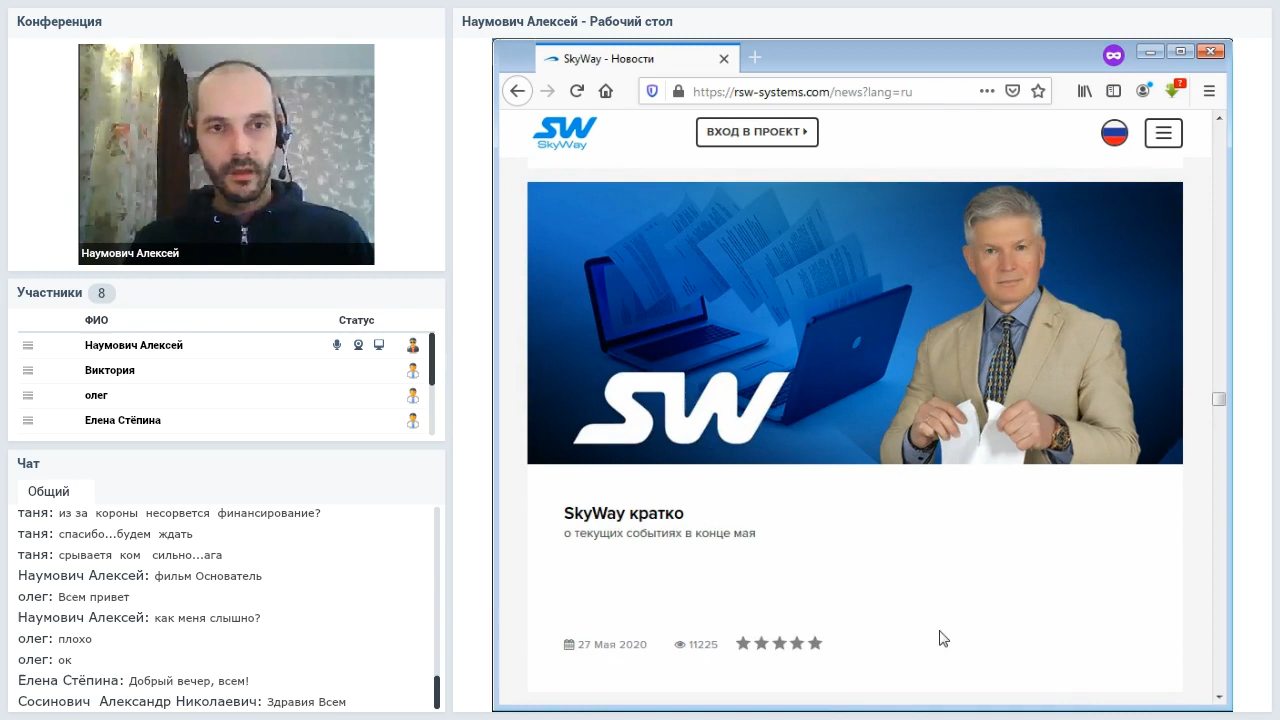 Конференция
Наумович Алексей
Участники 8
ФИО Статус
Наумович Алексей
Виктория
олег
Елена Стёпина
Чат
Общий
таня: из за короны несорвется финансирование?
таня: спасибо...будем ждать
таня: срываетя ком сильно...ага
Наумович Алексей: фильм Основатель
олег: Всем привет
Наумович Алексей: как меня слышно?
олег: плохо
олег: ок
Елена Стёпина: Добрый вечер, всем!
Сосинович Александр Николаевич: Здравия Всем
Наумович Алексей - Рабочий стол
SkyWay - Новости
https://rsw-systems.com/news?lang=ru
?
SW
SkyWay
ВХОД В ПРОЕКТ
SW
SkyWay кратко
о текущих событиях в конце мая
27 Мая 2020 11225